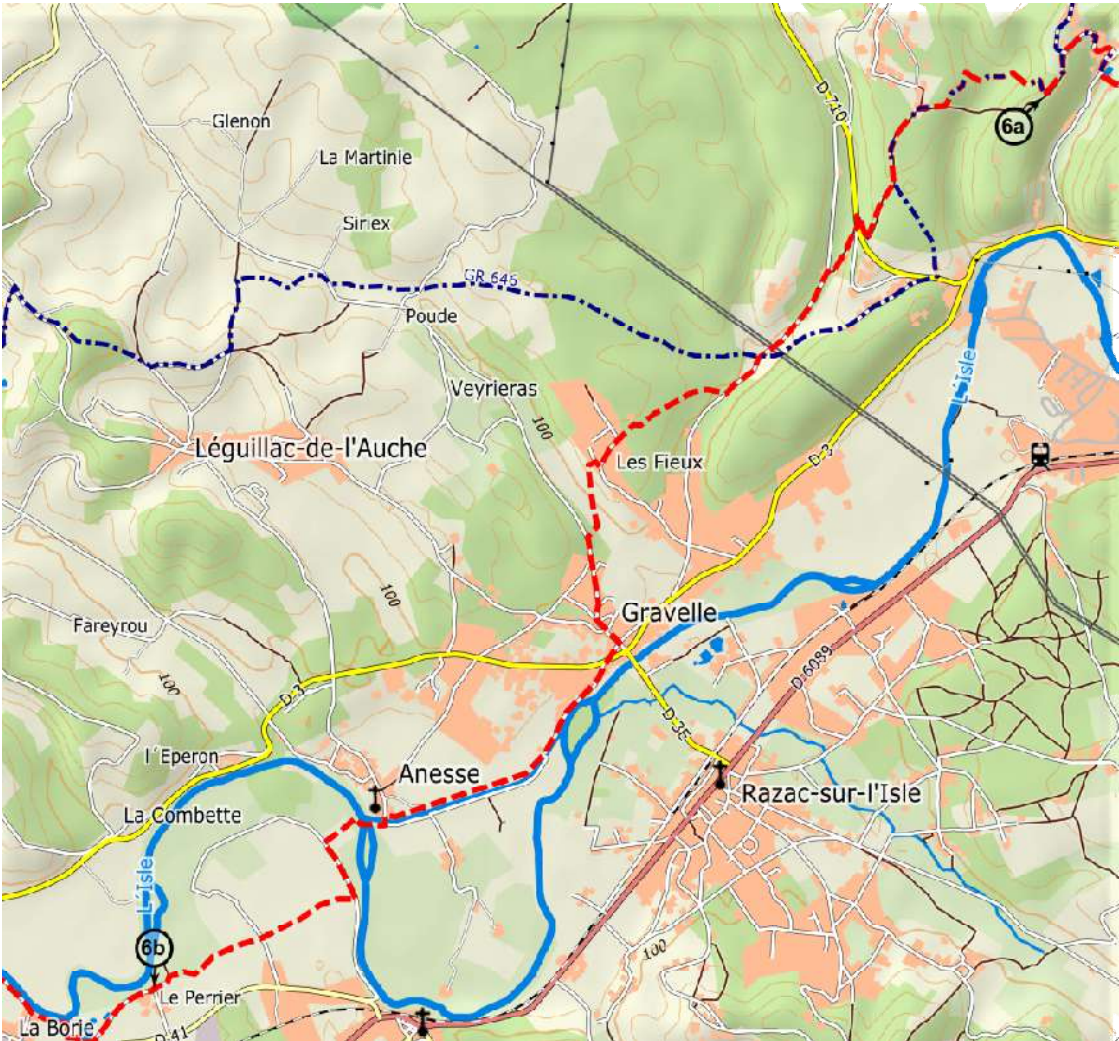 D 710
6a
Glenon
La Martinie
Siriex
GR 646
Poude
L'Isle
Veyrieras
100
Léguillac-de-l'Auche
Les Fieux
D 3
100
Gravelle
Fareyrou
100
D 6089
D 3
D 3E
l'Eperon
Anesse
Razac-sur-l'Isle
La Combette
L'Isle
6b
100
Le Perrier
La Borie
D 41